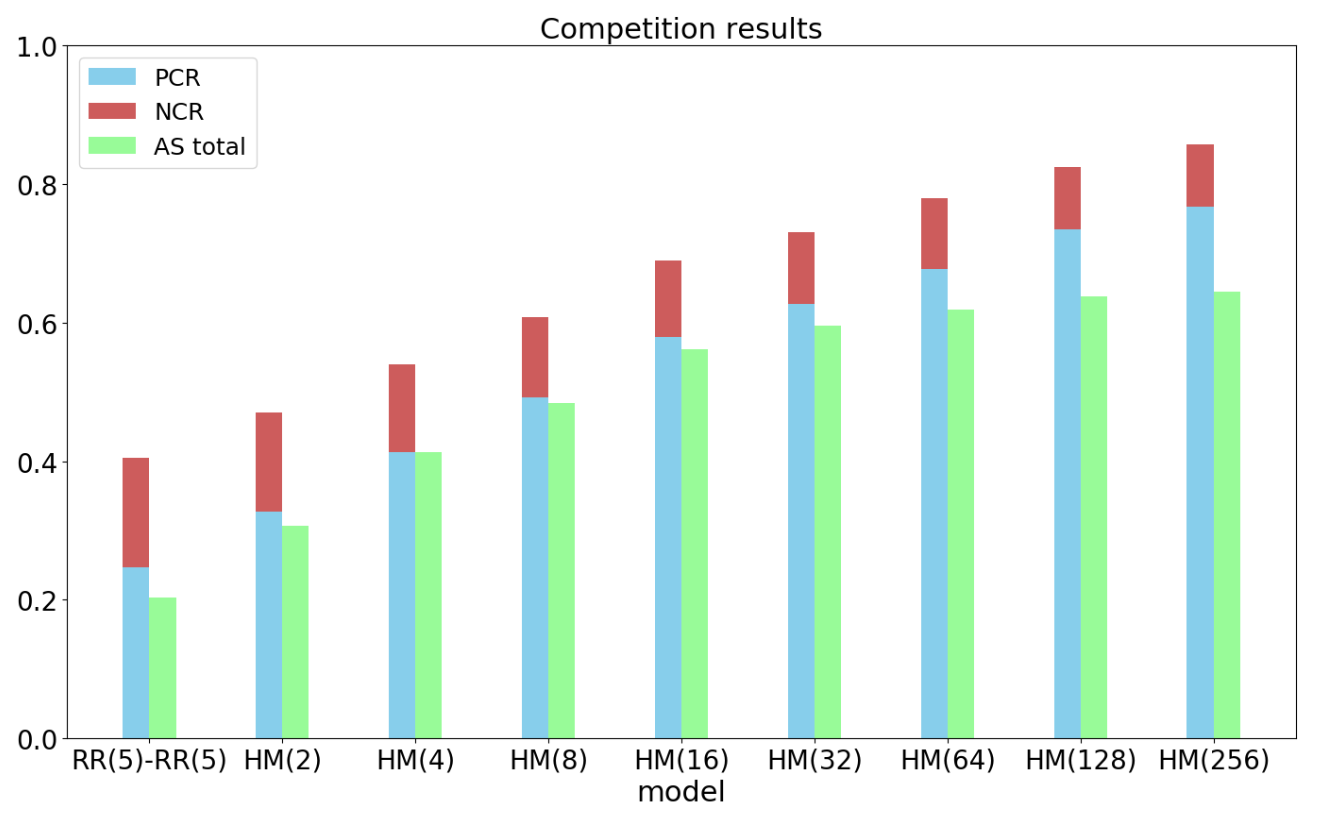 Competition results
1.0
0.8
0.6
0.4
0.2
0.0
PCR
NCR
AS total
RR(5)-RR(5) HM(2) HM(4) HM(8) HM(16) HM(32) HM(64) HM(128) HM(256)
model